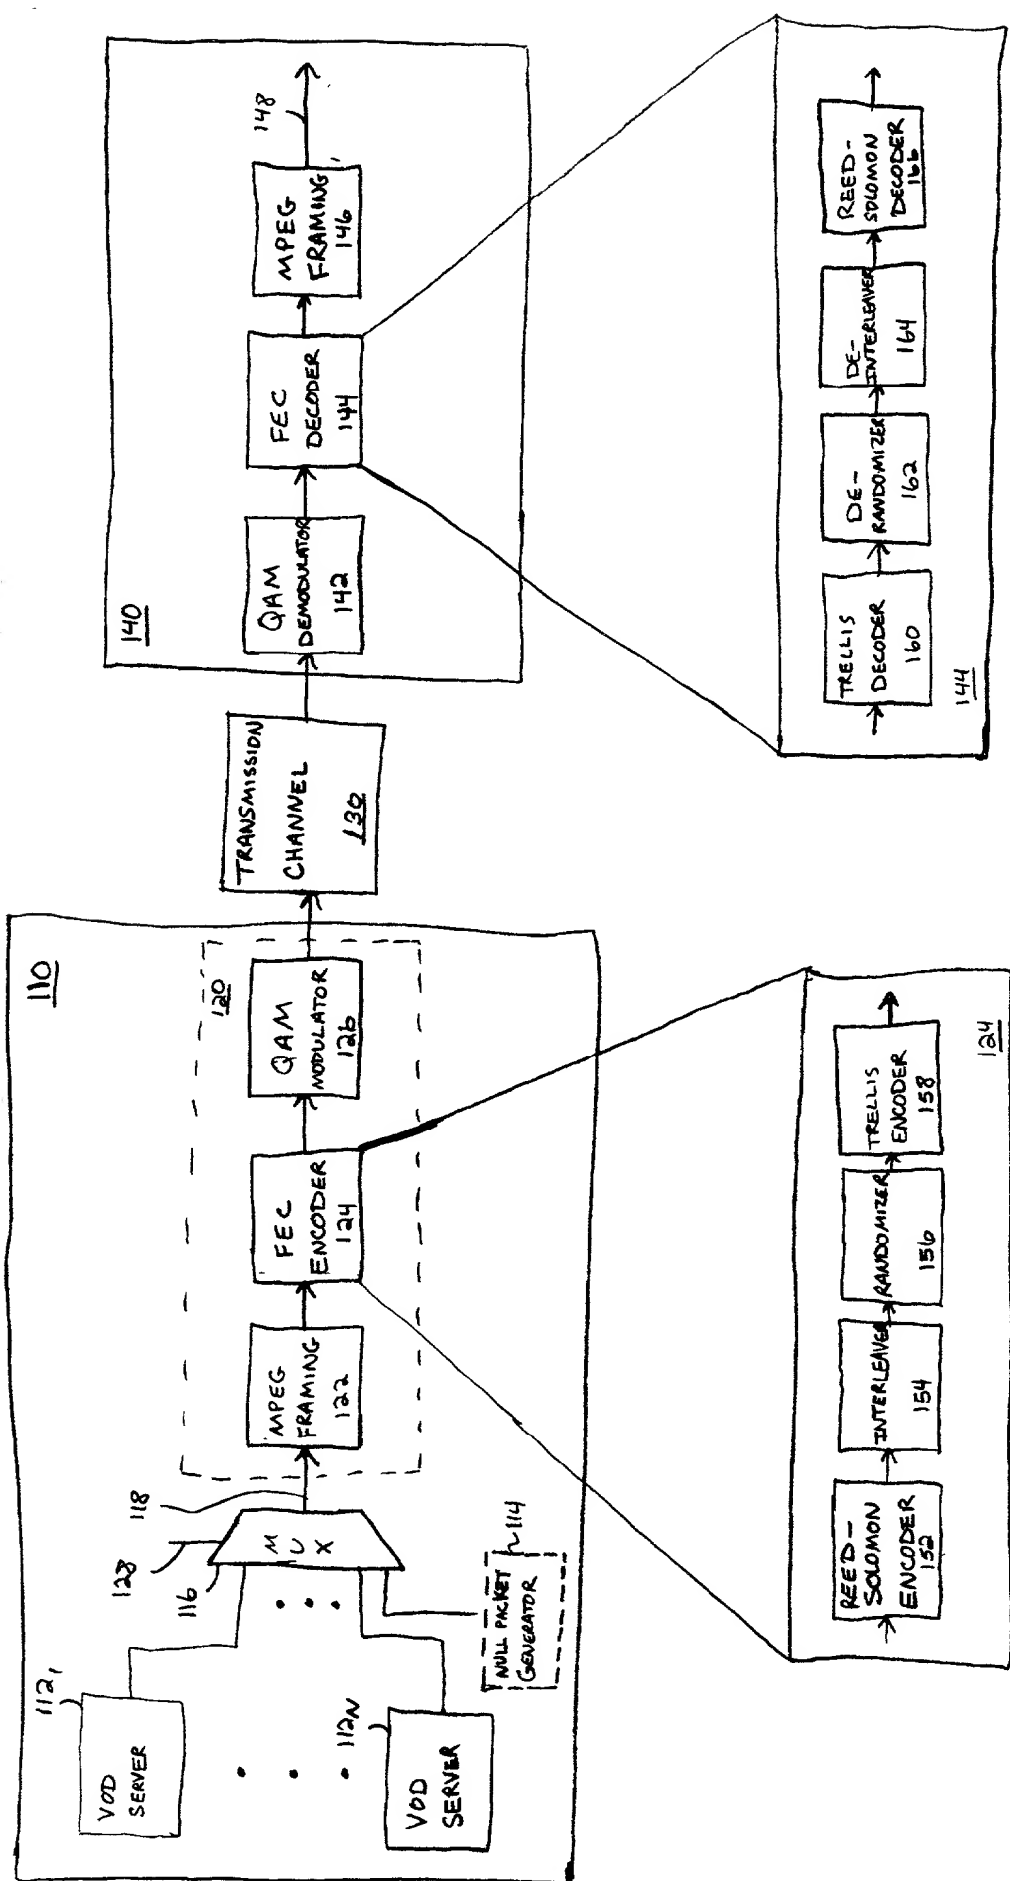 110
112₁
VOD
SERVER
112N
VOD
SERVER
NULL PACKET
GENERATOR
114
116
128
MUX
118
120
MPEG
FRAMING
122
FEC
ENCODER
124
QAM
MODULATOR
126
TRANSMISSION
CHANNEL
130
140
QAM
DEMODULATOR
142
FEC
DECODER
144
MPEG
FRAMING
146
148
REED-
SOLOMON
ENCODER
152
INTERLEAVER
154
RANDOMIZER
156
TRELLIS
ENCODER
158
124
TRELLIS
DECODER
160
DE-
RANDOMIZER
162
DE-
INTERLEAVER
164
REED-
SOLOMON
DECODER
166
144